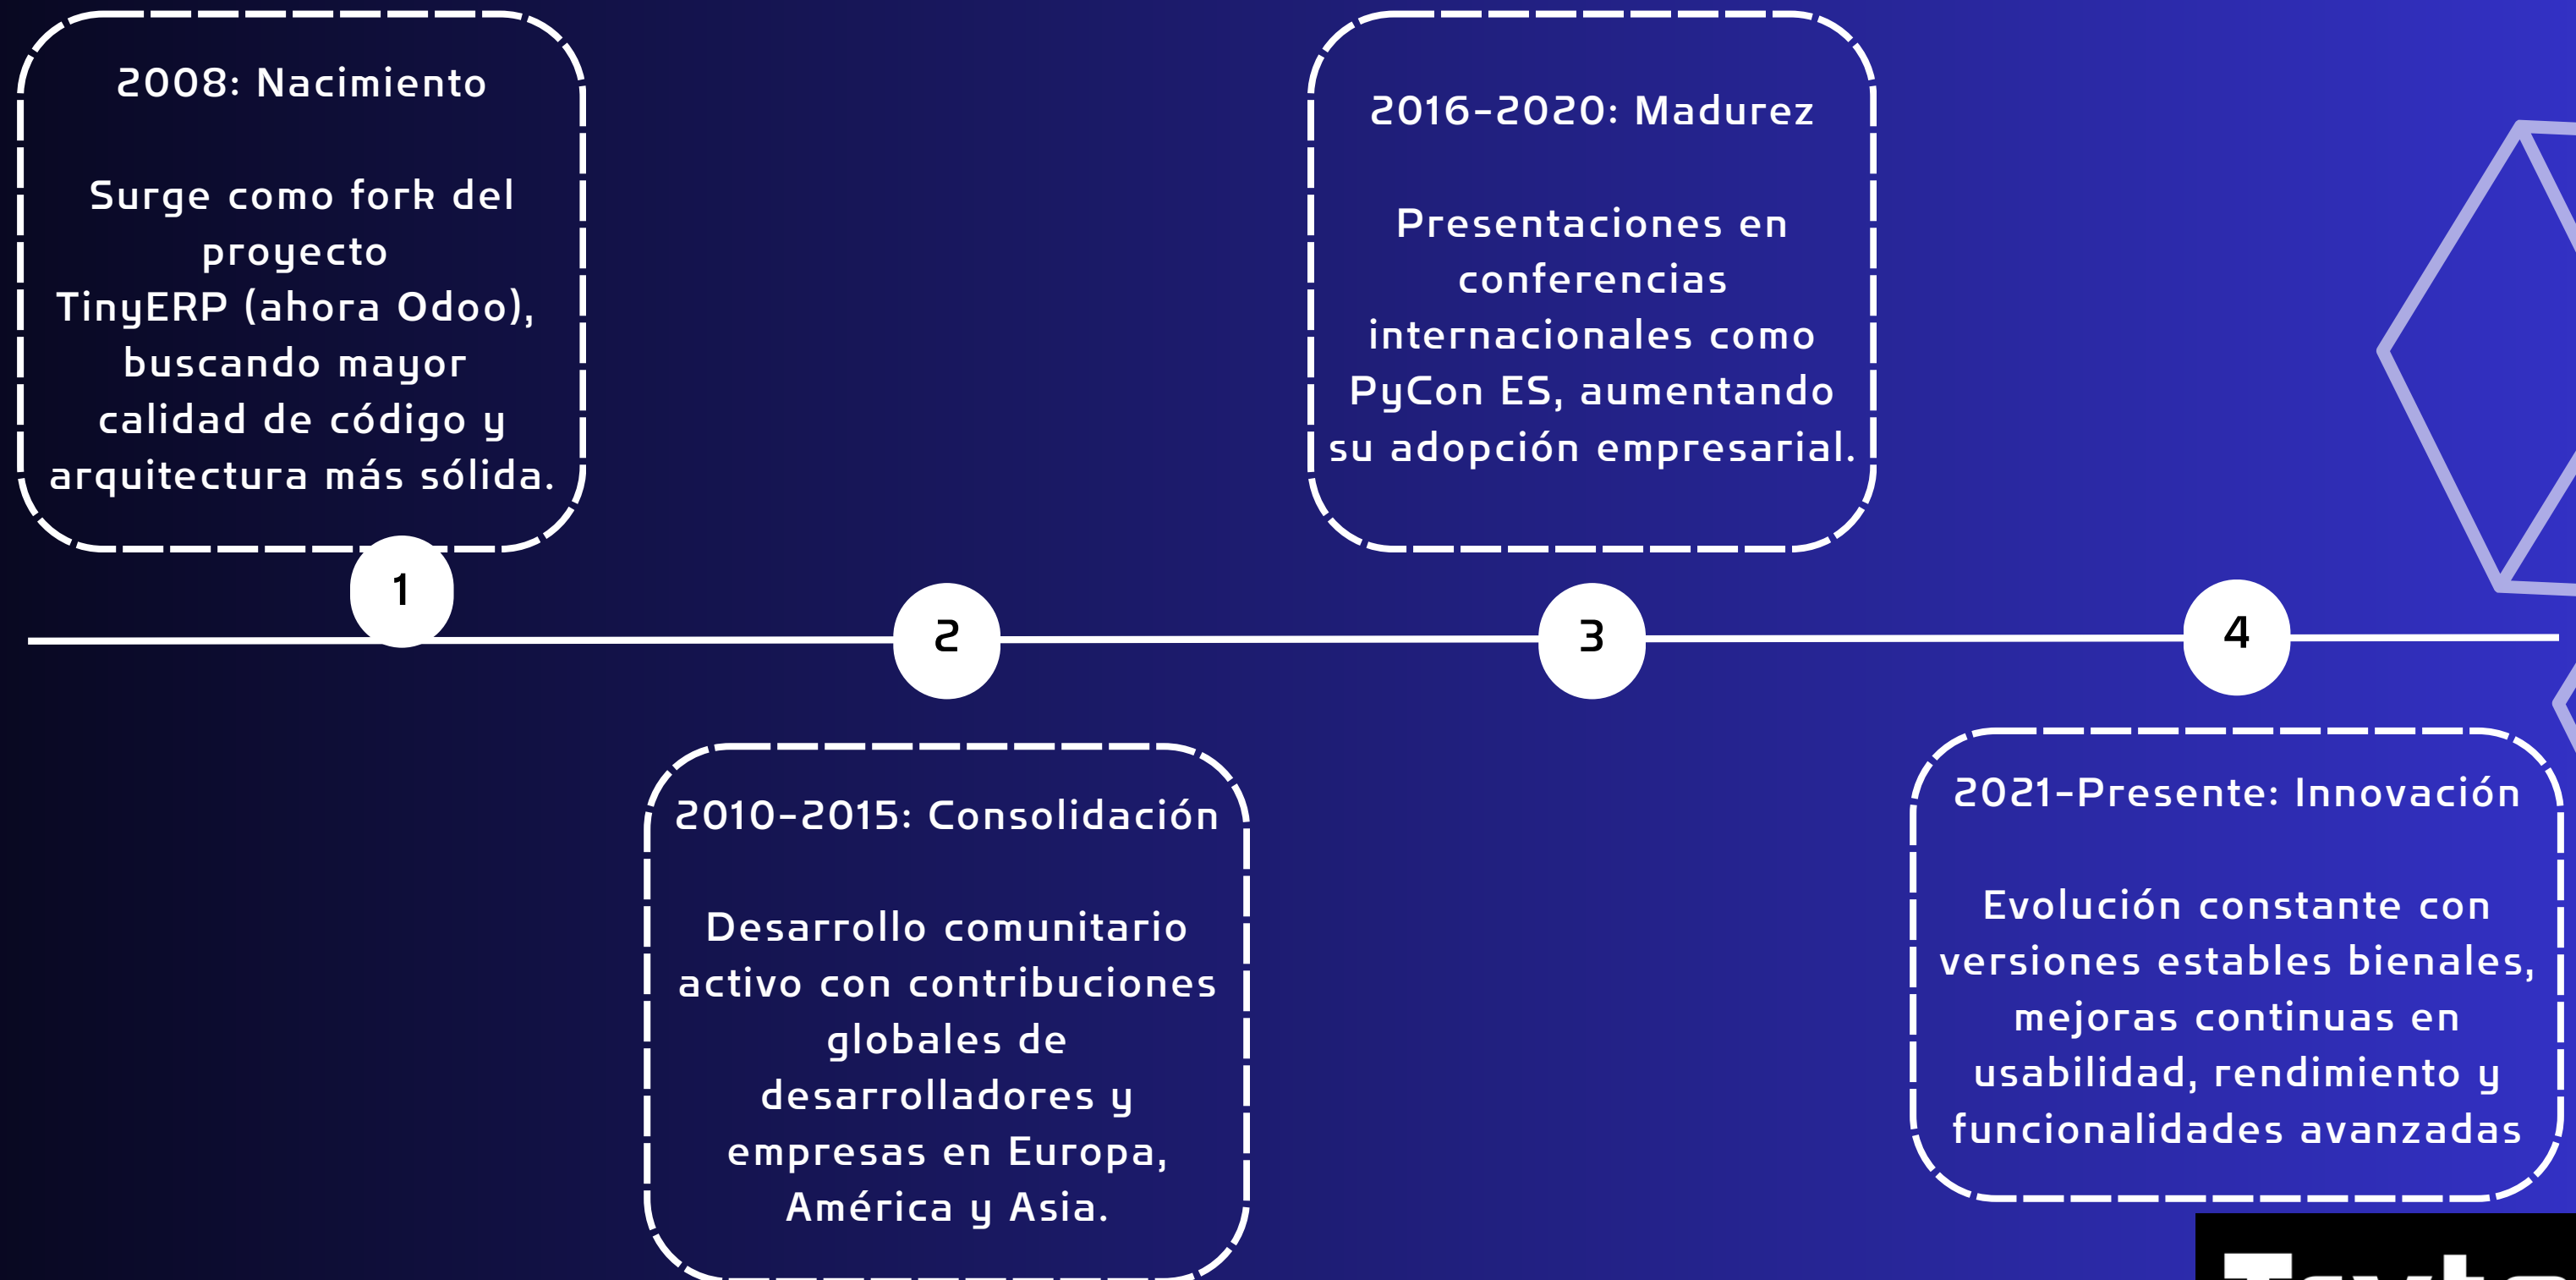 2008: Nacimiento
Surge como fork del
proyecto
TinyERP (ahora Odoo),
buscando mayor
calidad de código y
arquitectura más sólida.
1
2010-2015: Consolidación
Desarrollo comunitario
activo con contribuciones
globales de
desarrolladores y
empresas en Europa,
América y Asia.
2
2016-2020: Madurez
Presentaciones en
conferencias
internacionales como
PyCon ES, aumentando
su adopción empresarial.
3
2021-Presente: Innovación
Evolución constante con
versiones estables bienales,
mejoras continuas en
usabilidad, rendimiento y
funcionalidades avanzadas
4